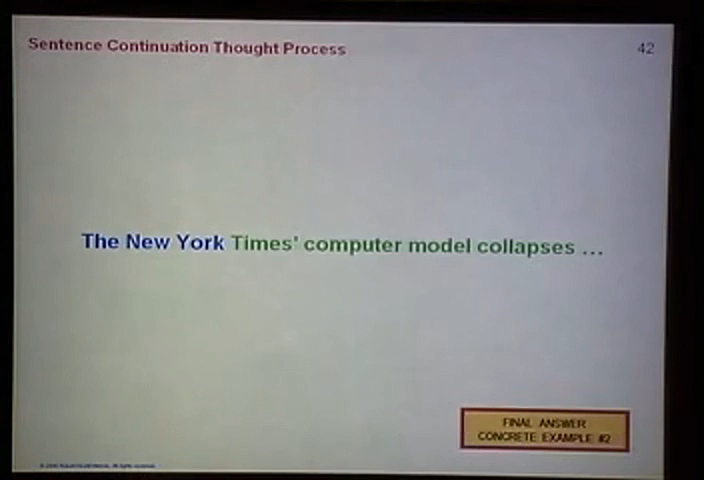 Sentence Continuation Thought Process
42
The New York Times' computer model collapses ...
FINAL ANSWER
CONCRETE EXAMPLE #2